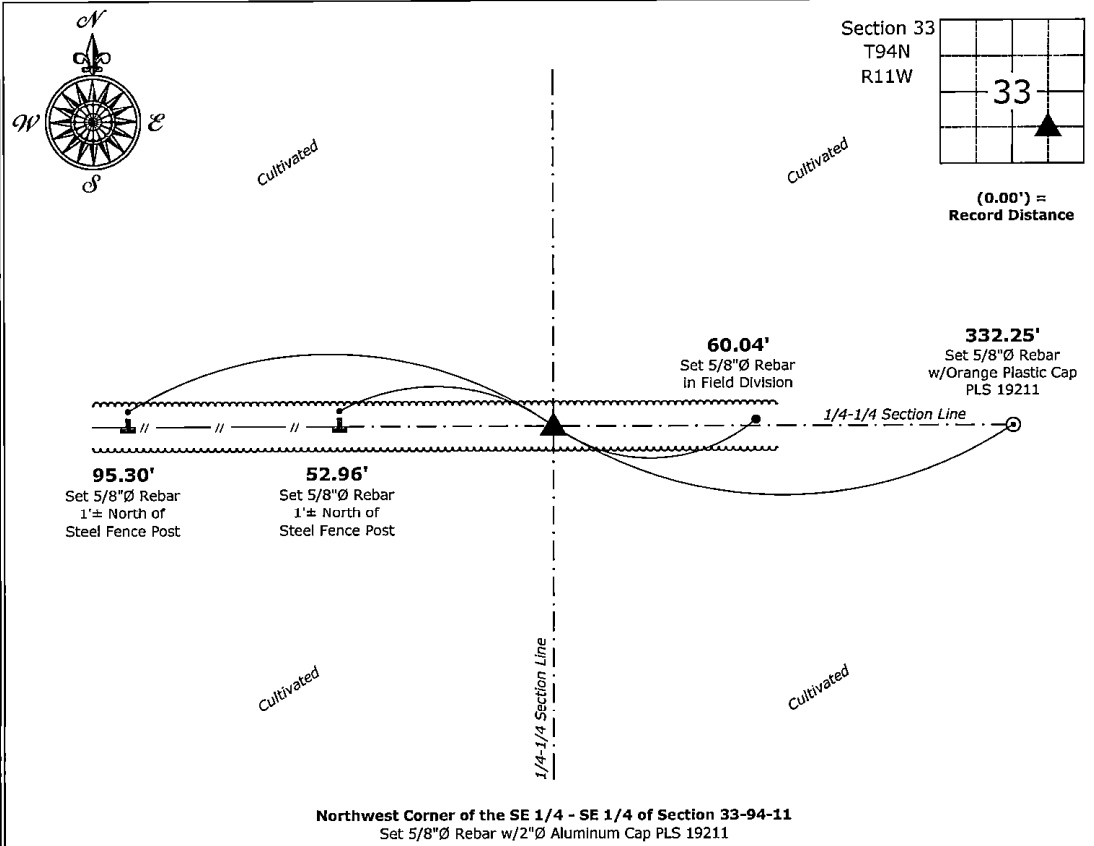 N
W
E
S
Section 33
T94N
R11W
33
(0.00') =
Record Distance
Cultivated
Cultivated
60.04'
Set 5/8"Ø Rebar
in Field Division
332.25'
Set 5/8"Ø Rebar
w/Orange Plastic Cap
PLS 19211
1/4-1/4 Section Line
95.30'
Set 5/8"Ø Rebar
1'± North of
Steel Fence Post
52.96'
Set 5/8"Ø Rebar
1'± North of
Steel Fence Post
Cultivated
1/4-1/4 Section Line
Cultivated
Northwest Corner of the SE 1/4 - SE 1/4 of Section 33-94-11
Set 5/8"Ø Rebar w/2"Ø Aluminum Cap PLS 19211